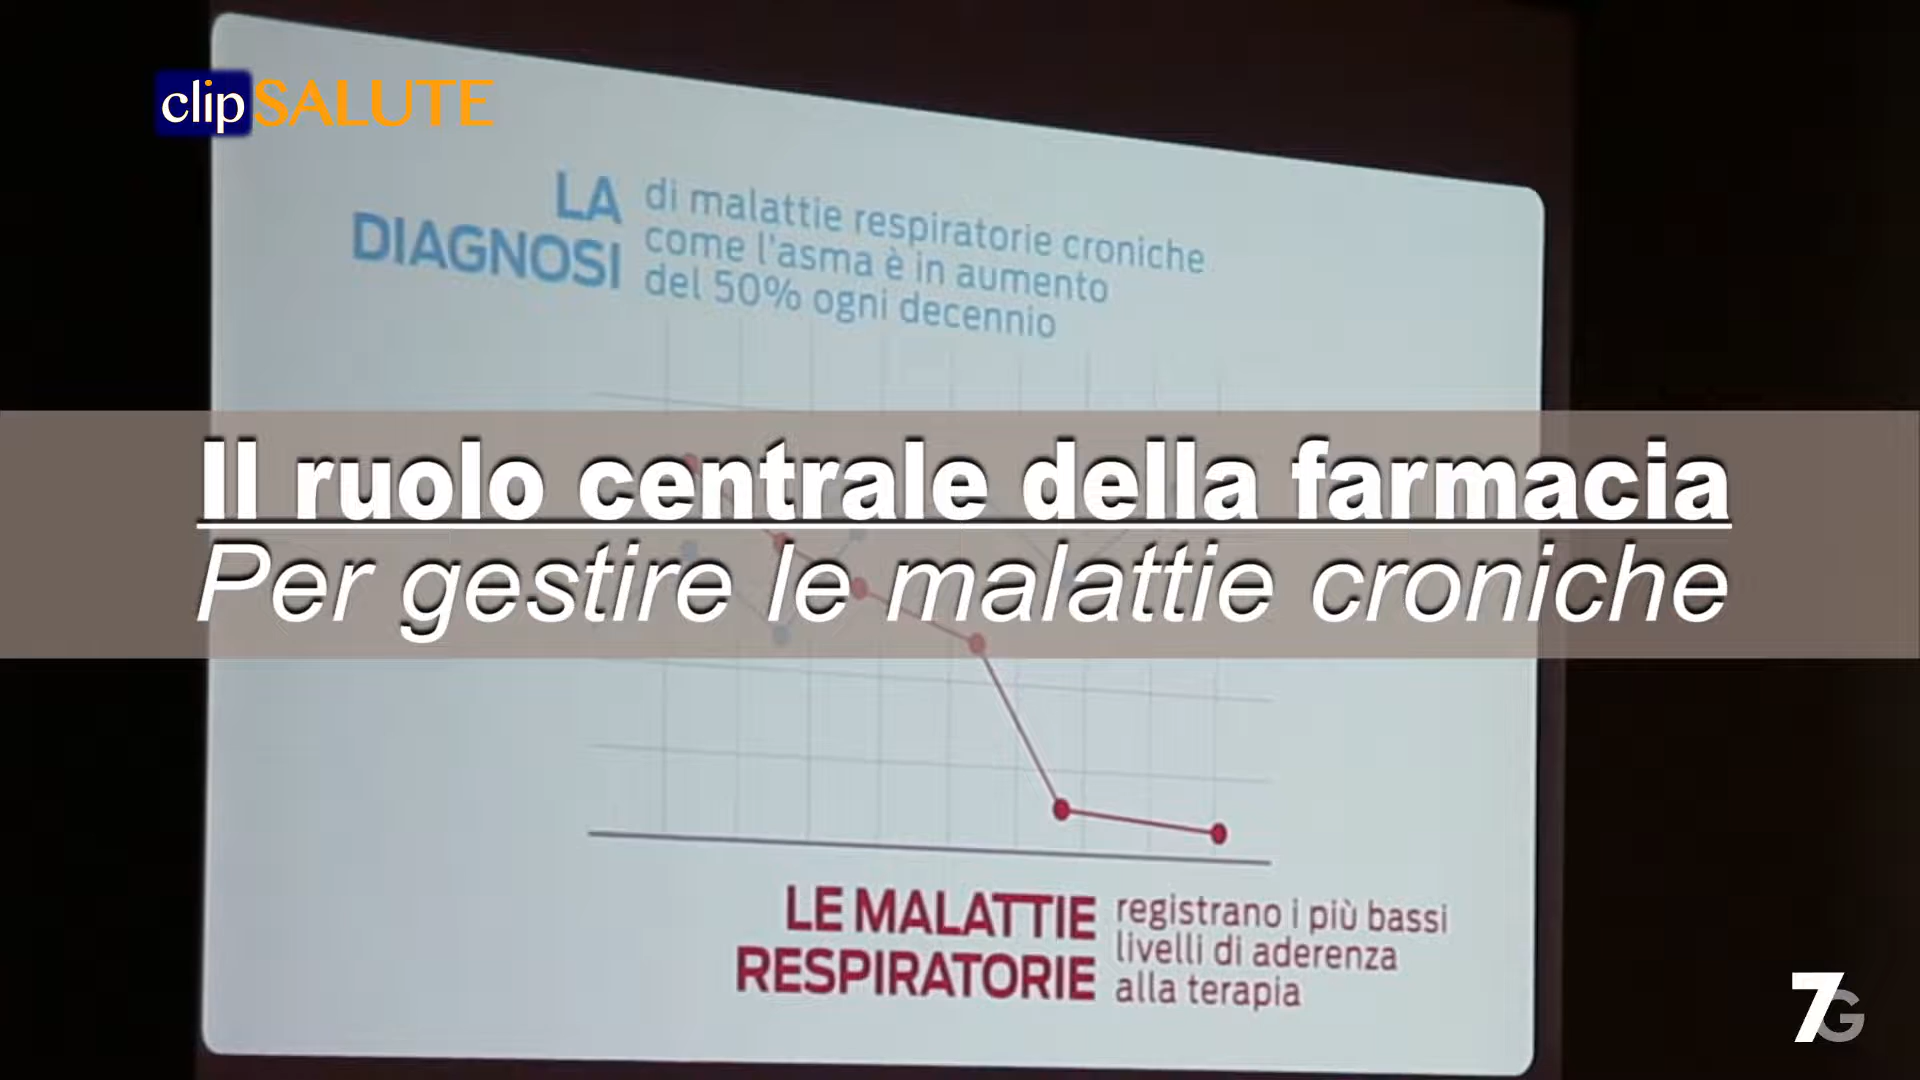 clipSALUTE
LA DIAGNOSI
di malattie respiratorie croniche
come l'asma è in aumento
del 50% ogni decennio
Il ruolo centrale della farmacia
Per gestire le malattie croniche
LE MALATTIE
RESPIRATORIE
registrano i più bassi
livelli di aderenza
alla terapia
7G